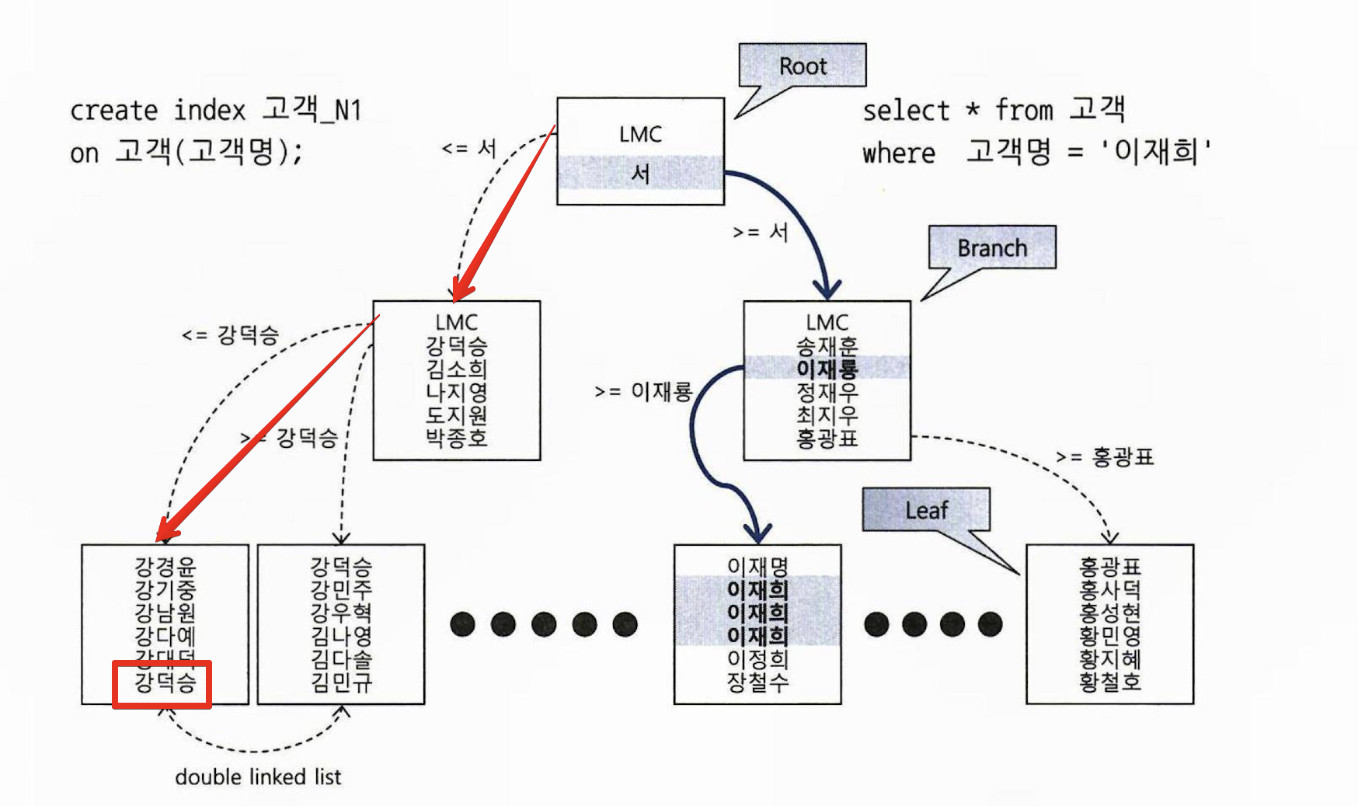 Root
create index 고객_N1
on 고객(고객명);
select * from 고객
where 고객명 = '이재희'
<= 서
LMC
서
>= 서
Branch
<= 강덕승
>= 강덕승
LMC
강덕승
김소희
나지영
도지원
박종호
>= 이재룡
LMC
송재훈
이재룡
정재우
최지우
홍광표
>= 홍광표
Leaf
강경윤
강기중
강남원
강다예
강대덕
강덕승
강덕승
강민주
강우혁
김나영
김다솔
김민규
이재명
이재희
이재희
이재희
이정희
장철수
홍광표
홍사덕
홍성현
황민영
황지혜
황철호
double linked list